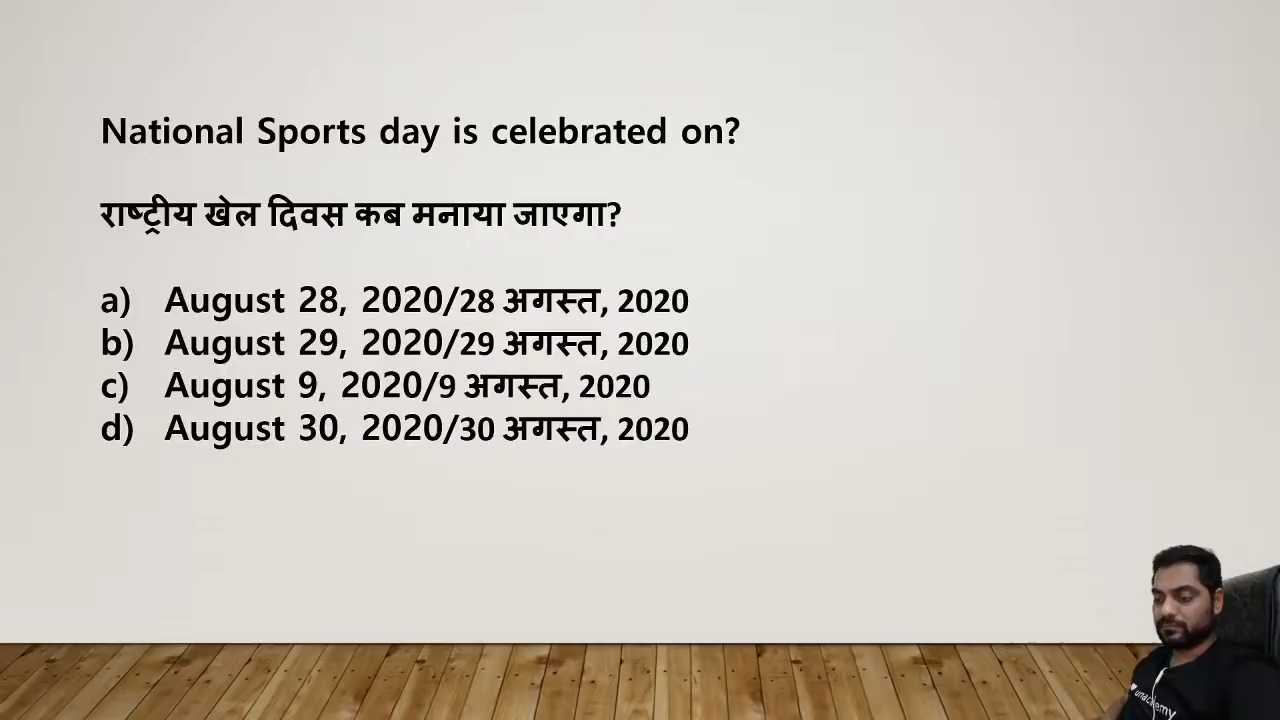 National Sports day is celebrated on?
राष्ट्रीय खेल दिवस कब मनाया जाएगा?
a) August 28, 2020/28 अगस्त, 2020
b) August 29, 2020/29 अगस्त, 2020
c) August 9, 2020/9 अगस्त, 2020
d) August 30, 2020/30 अगस्त, 2020
unacademy